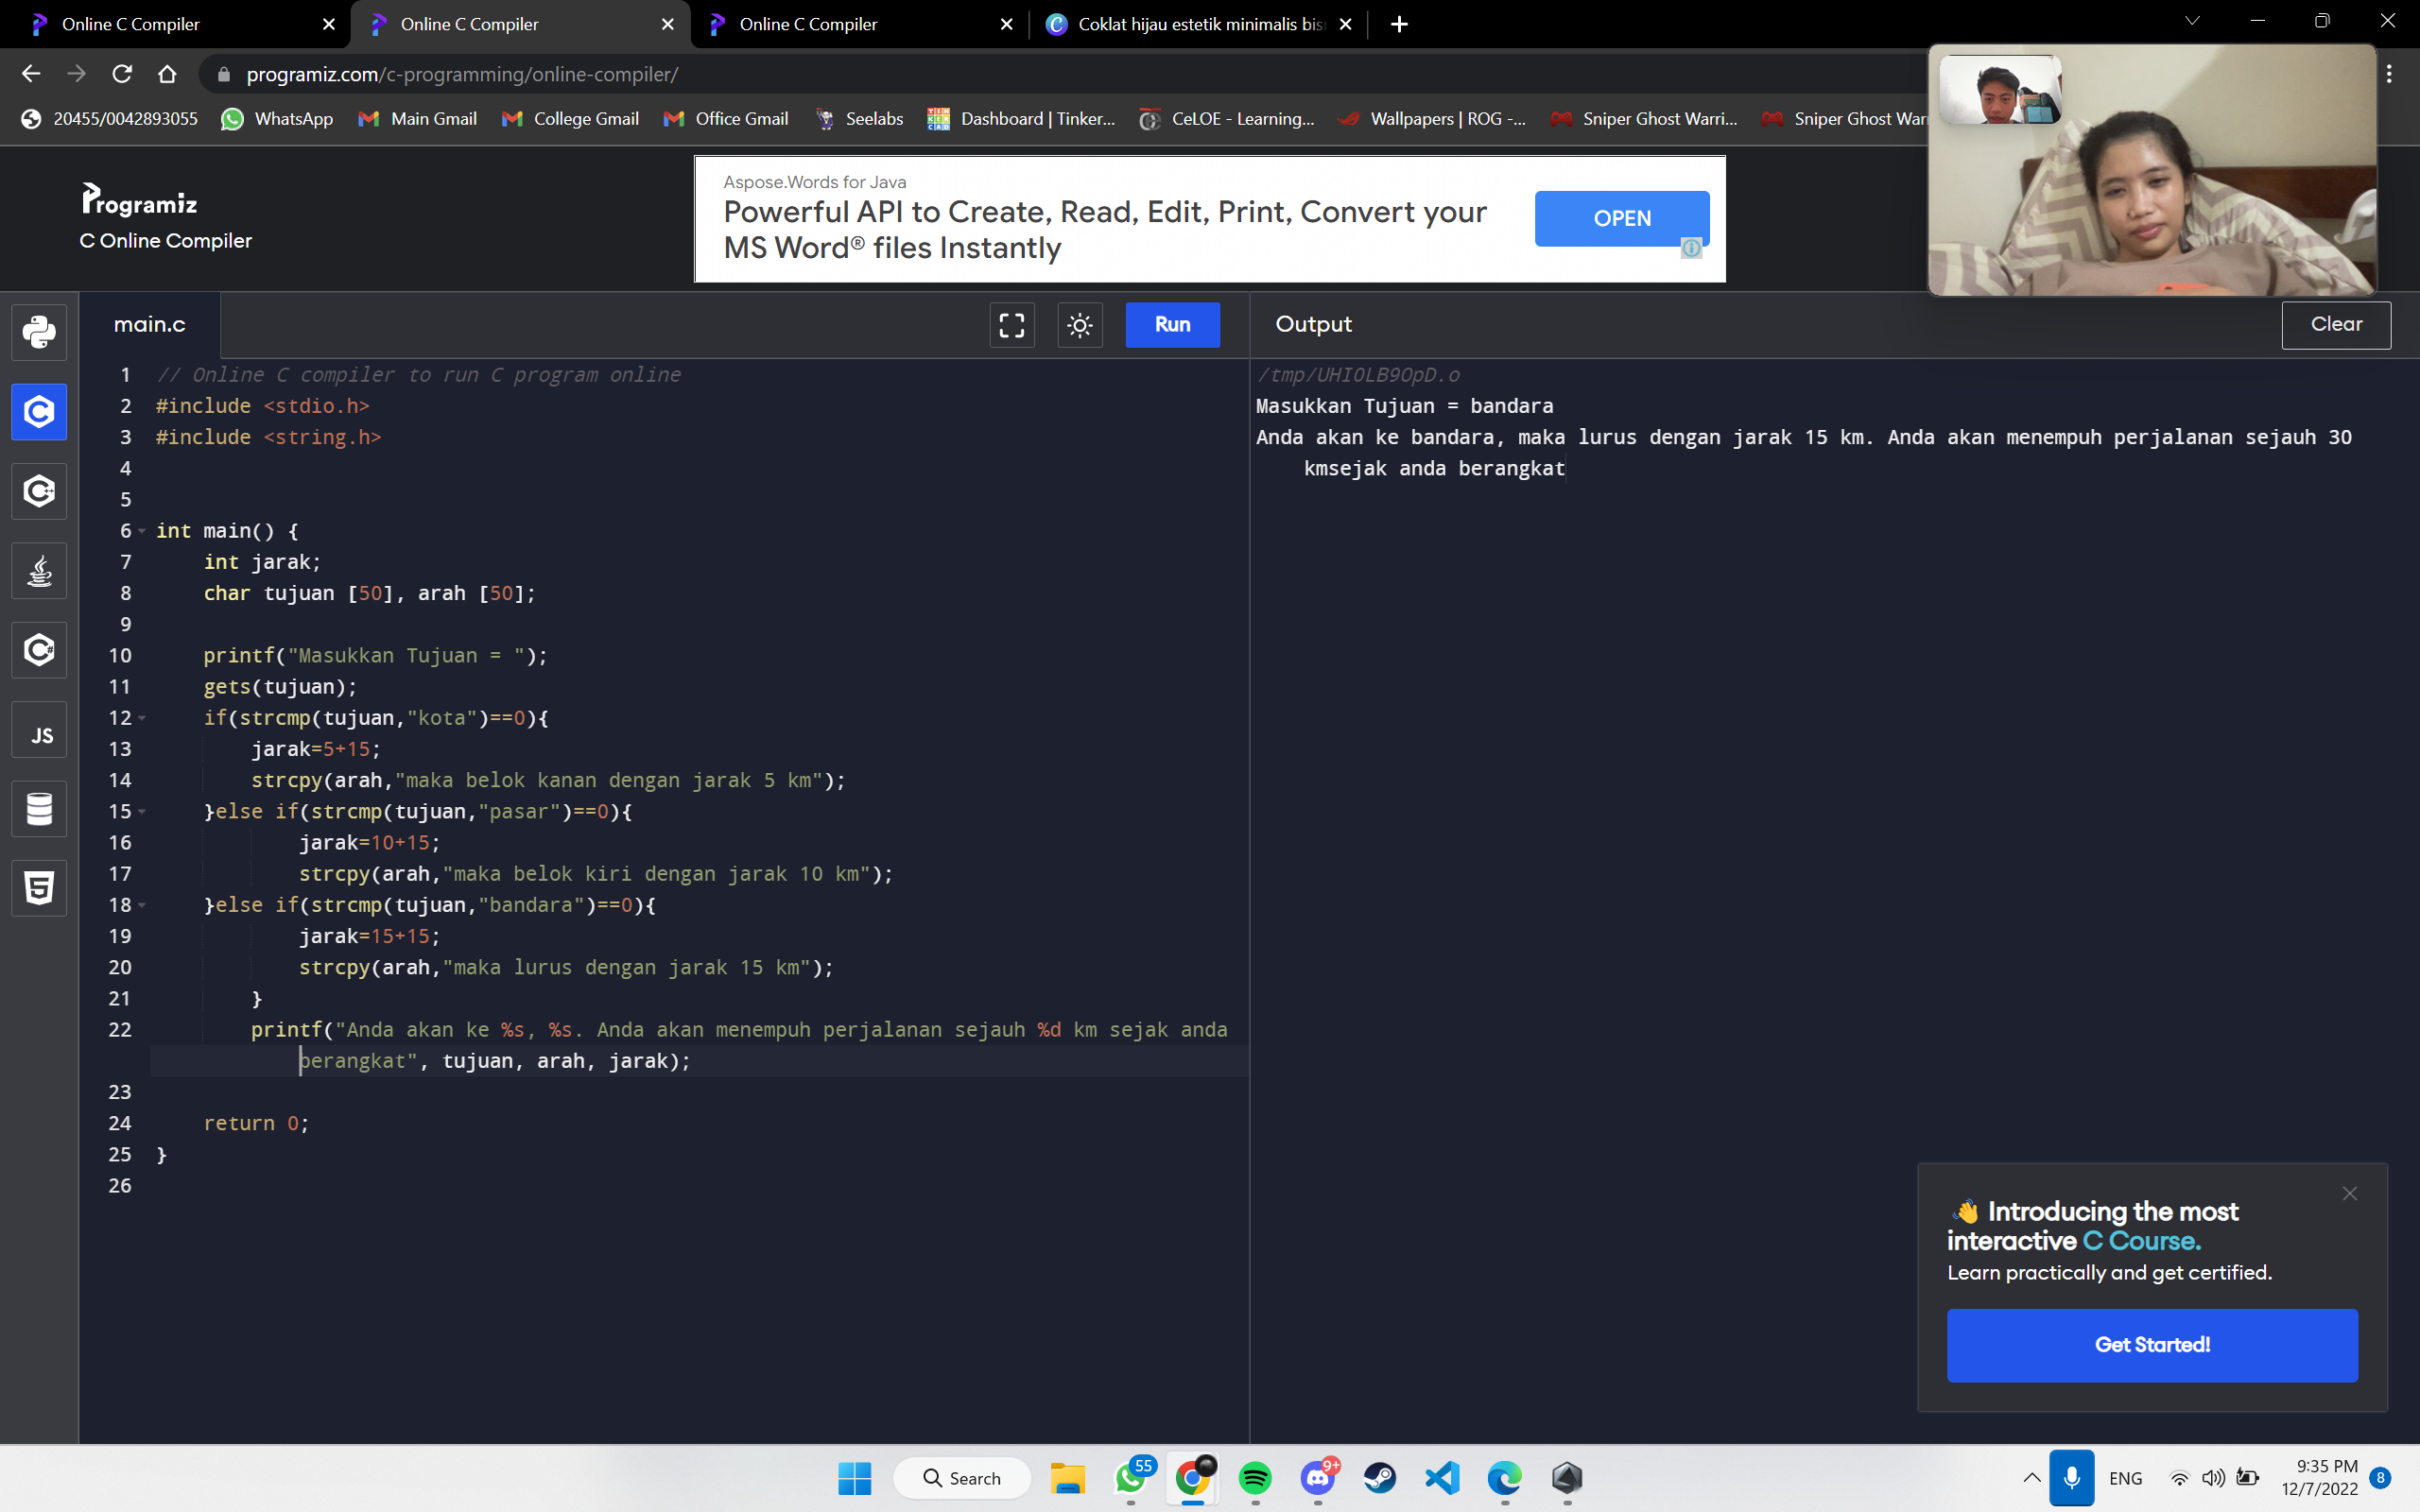 Online C Compiler
Online C Compiler
Online C Compiler
Coklat hijau estetik minimalis bis
programiz.com/c-programming/online-compiler/
20455/0042893055
WhatsApp
Main Gmail
College Gmail
Office Gmail
Seelabs
Dashboard | Tinker...
CeLOE - Learning...
Wallpapers | ROG -...
Sniper Ghost Warri...
Sniper Ghost Warr
Programiz
C Online Compiler
Aspose.Words for Java
Powerful API to Create, Read, Edit, Print, Convert your
MS Word® files Instantly
OPEN
main.c
Run
Output
Clear
JS
1 // Online C compiler to run C program online
2 #include <stdio.h>
3 #include <string.h>
4
5
6 int main() {
7 int jarak;
8 char tujuan [50], arah [50];
9
10 printf("Masukkan Tujuan = ");
11 gets(tujuan);
12 if(strcmp(tujuan,"kota")==0){
13 jarak=5+15;
14 strcpy(arah,"maka belok kanan dengan jarak 5 km");
15 }else if(strcmp(tujuan,"pasar")==0){
16 jarak=10+15;
17 strcpy(arah,"maka belok kiri dengan jarak 10 km");
18 }else if(strcmp(tujuan,"bandara")==0){
19 jarak=15+15;
20 strcpy(arah,"maka lurus dengan jarak 15 km");
21 }
22 printf("Anda akan ke %s, %s. Anda akan menempuh perjalanan sejauh %d km sejak anda
berangkat", tujuan, arah, jarak);
23
24 return 0;
25 }
26
/tmp/UHI0LB9OpD.o
Masukkan Tujuan = bandara
Anda akan ke bandara, maka lurus dengan jarak 15 km. Anda akan menempuh perjalanan sejauh 30
kmsejak anda berangkat
👋 Introducing the most
interactive C Course.
Learn practically and get certified.
Get Started!
Search
55
9+
ENG
9:35 PM
12/7/2022
8